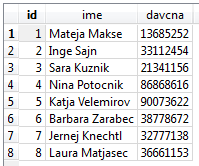 id ime davcna
1 1 Mateja Makse 13685252
2 2 Inge Sajn 33112454
3 3 Sara Kuznik 21341156
4 4 Nina Potocnik 86868616
5 5 Katja Velemirov 90073622
6 6 Barbara Zarabec 38778672
7 7 Jernej Knechtl 32777138
8 8 Laura Matjasec 36661153